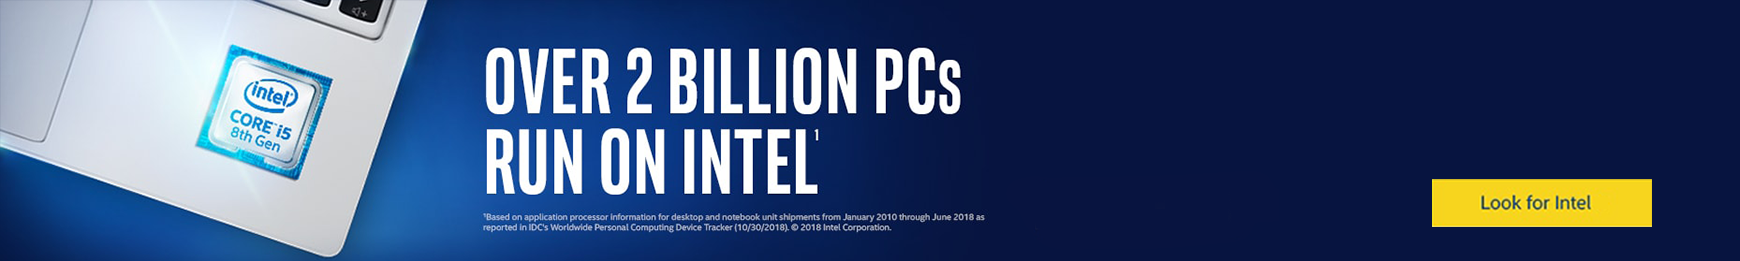 intel
CORE™ i5
8th Gen
OVER 2 BILLION PCs
RUN ON INTEL¹
¹Based on application processor information for desktop and notebook unit shipments from January 2010 through June 2018 as
reported in IDC's Worldwide Personal Computing Device Tracker (10/30/2018). © 2018 Intel Corporation.
Look for Intel